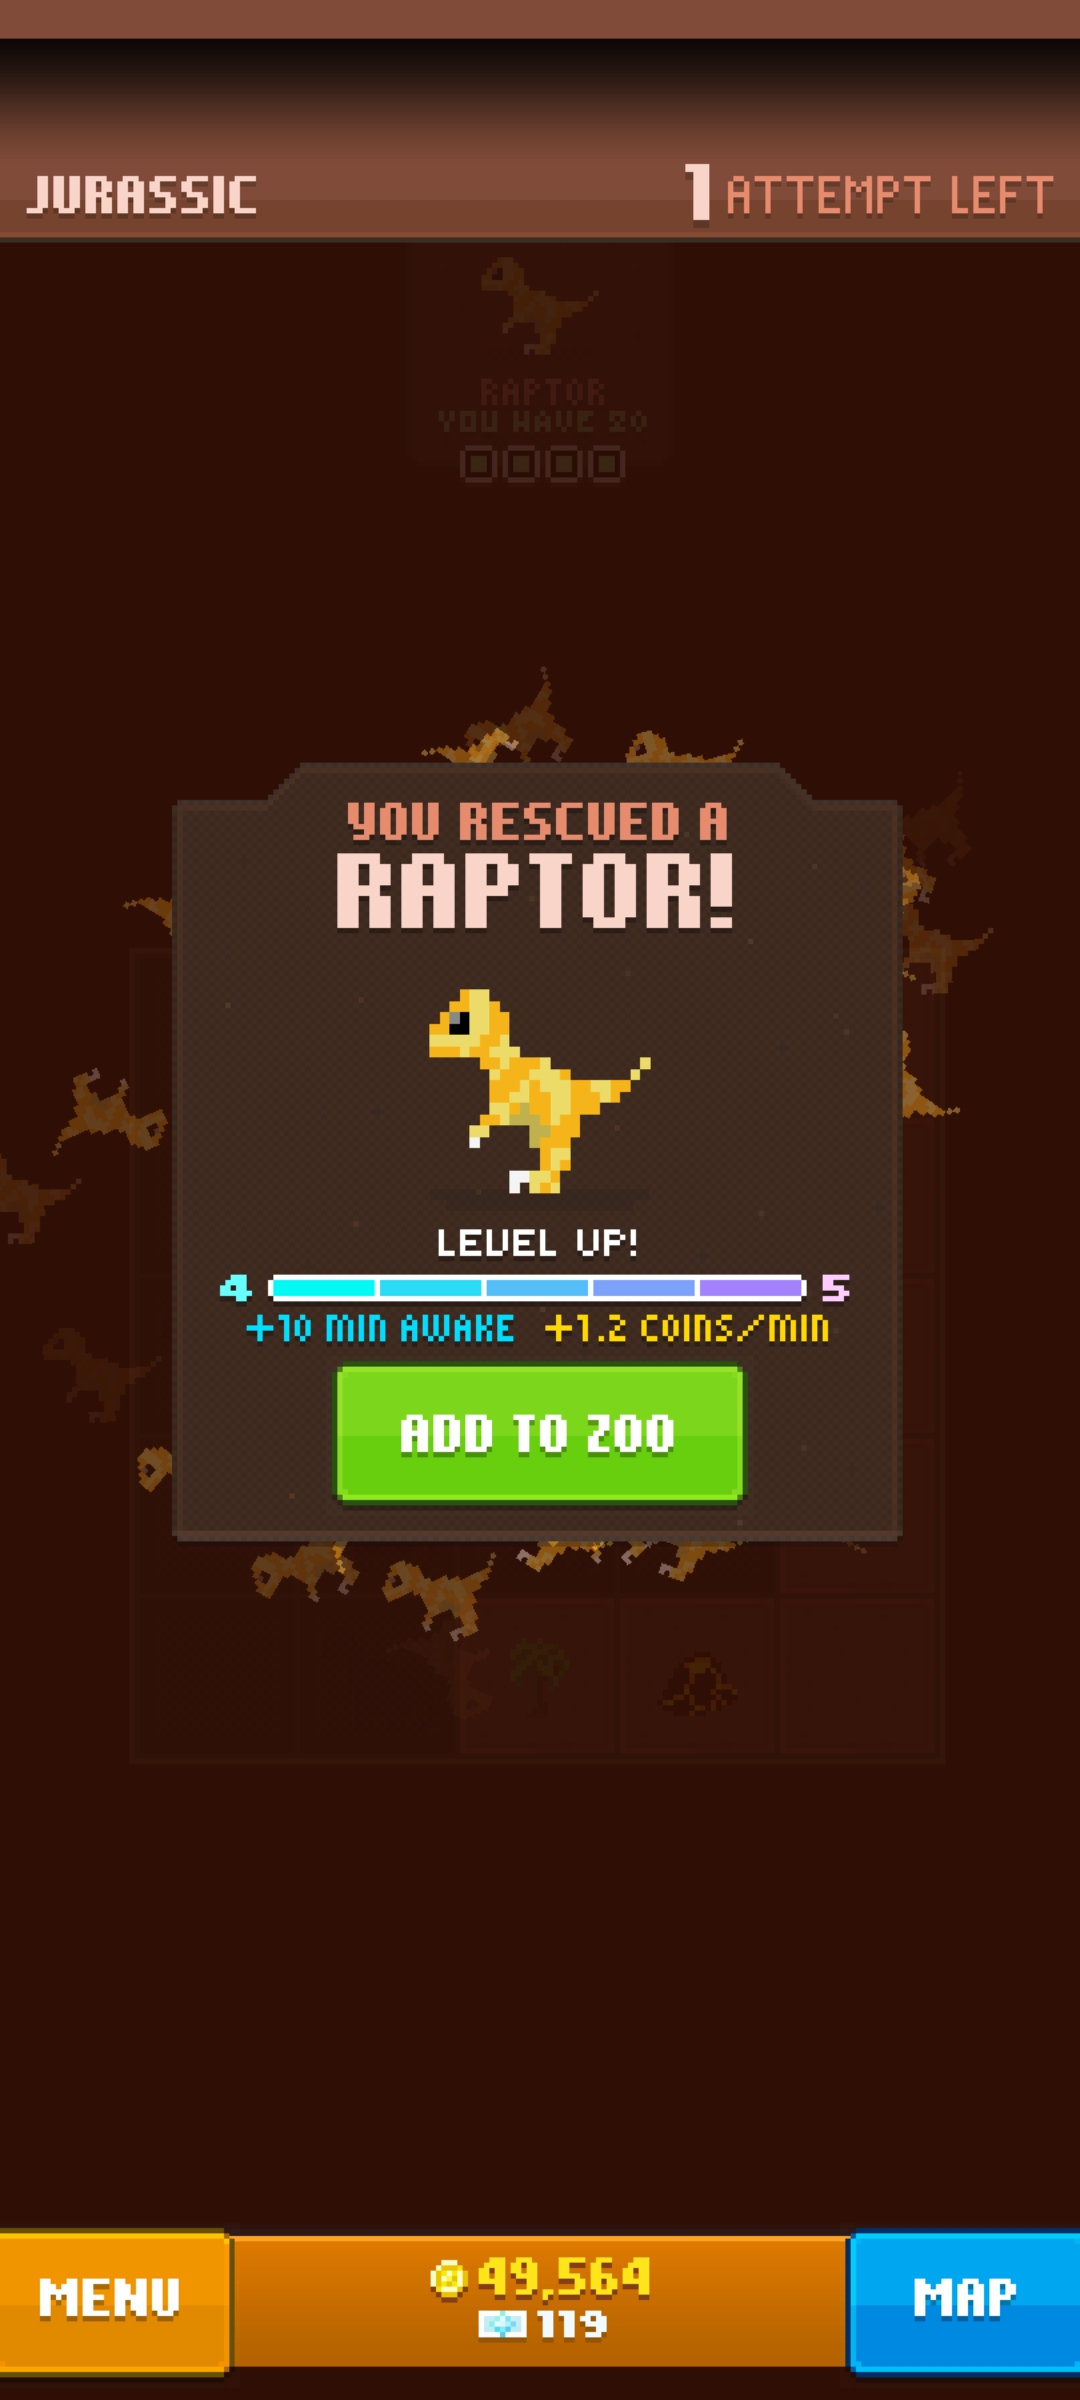 JURASSIC
1 ATTEMPT LEFT
RAPTOR
YOU HAVE 20
YOU RESCUED A
RAPTOR!
LEVEL UP!
4 5
+10 MIN AWAKE +1.2 COINS/MIN
ADD TO ZOO
MENU
49,564
119
MAP